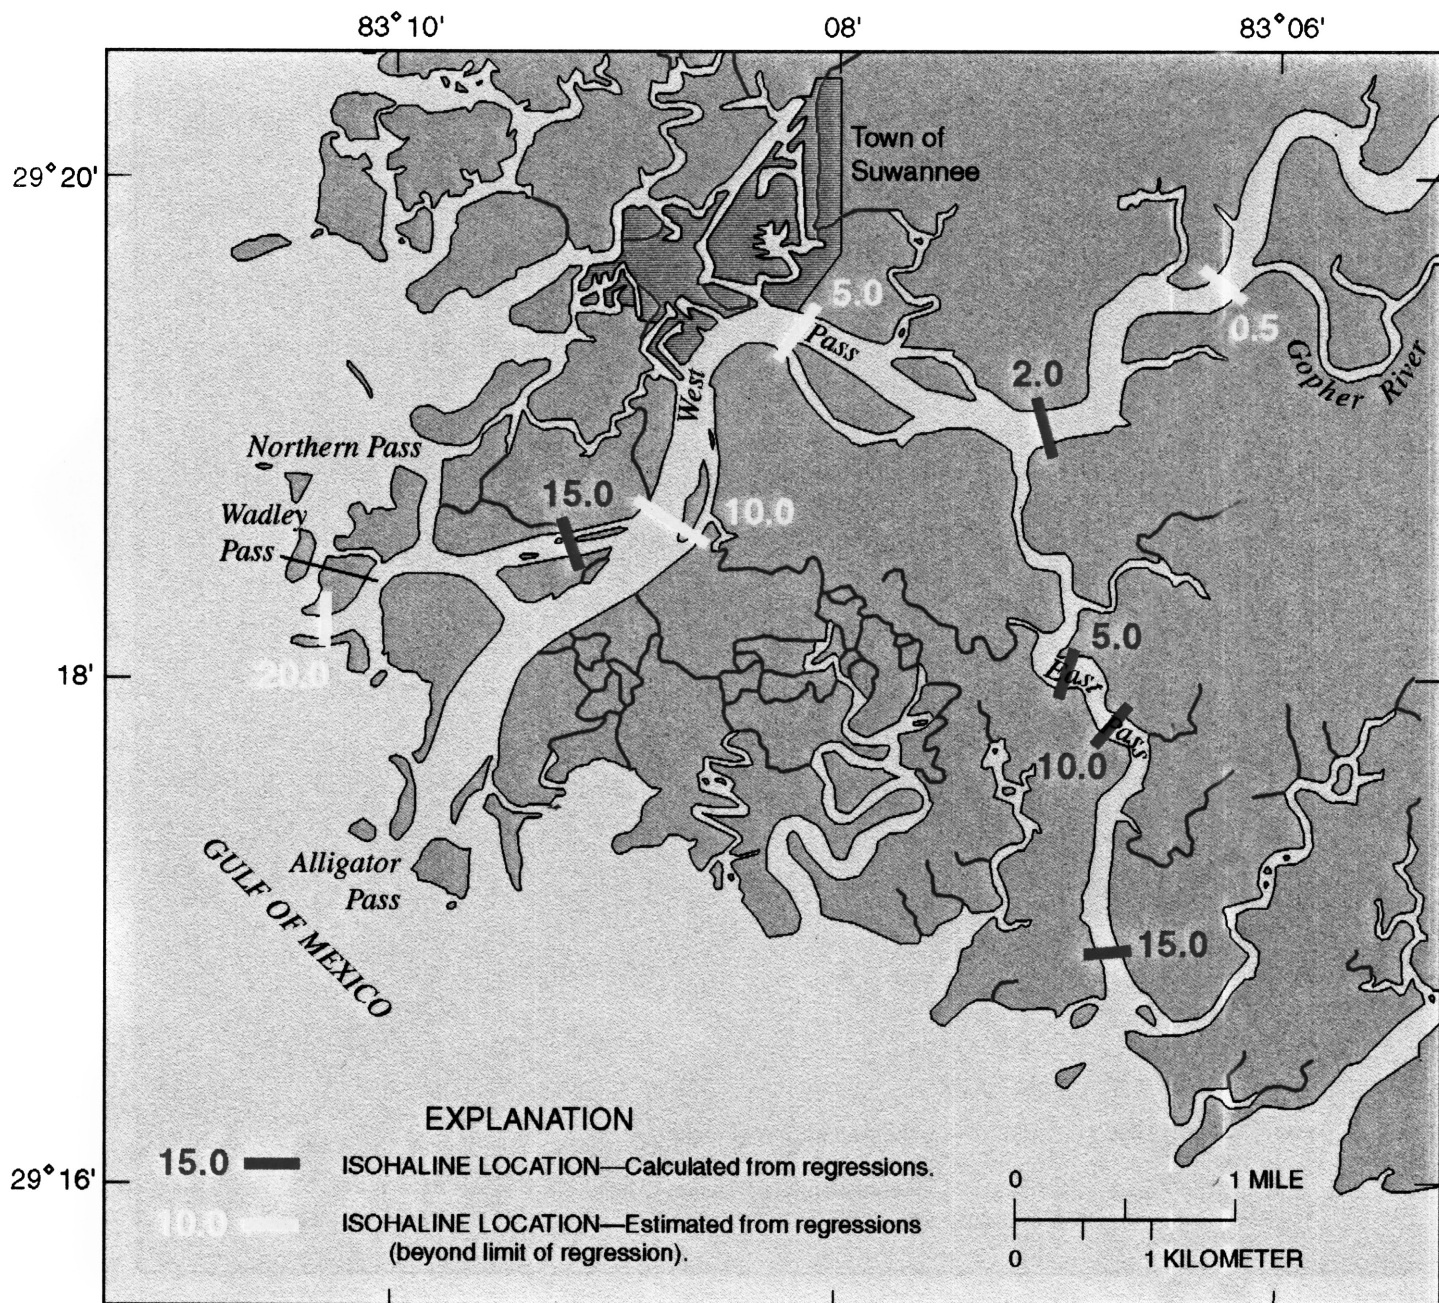 83° 10'
08'
83° 06'
29° 20'
Town of
Suwannee
5.0
Pass
0.5
Gopher River
2.0
West
Northern Pass
15.0
10.0
Wadley
Pass
5.0
18'
20.0
East
Pass
10.0
Alligator
Pass
GULF OF MEXICO
15.0
EXPLANATION
15.0 ISOHALINE LOCATION—Calculated from regressions.
10.0 ISOHALINE LOCATION—Estimated from regressions
(beyond limit of regression).
29° 16'
0 1 MILE
0 1 KILOMETER